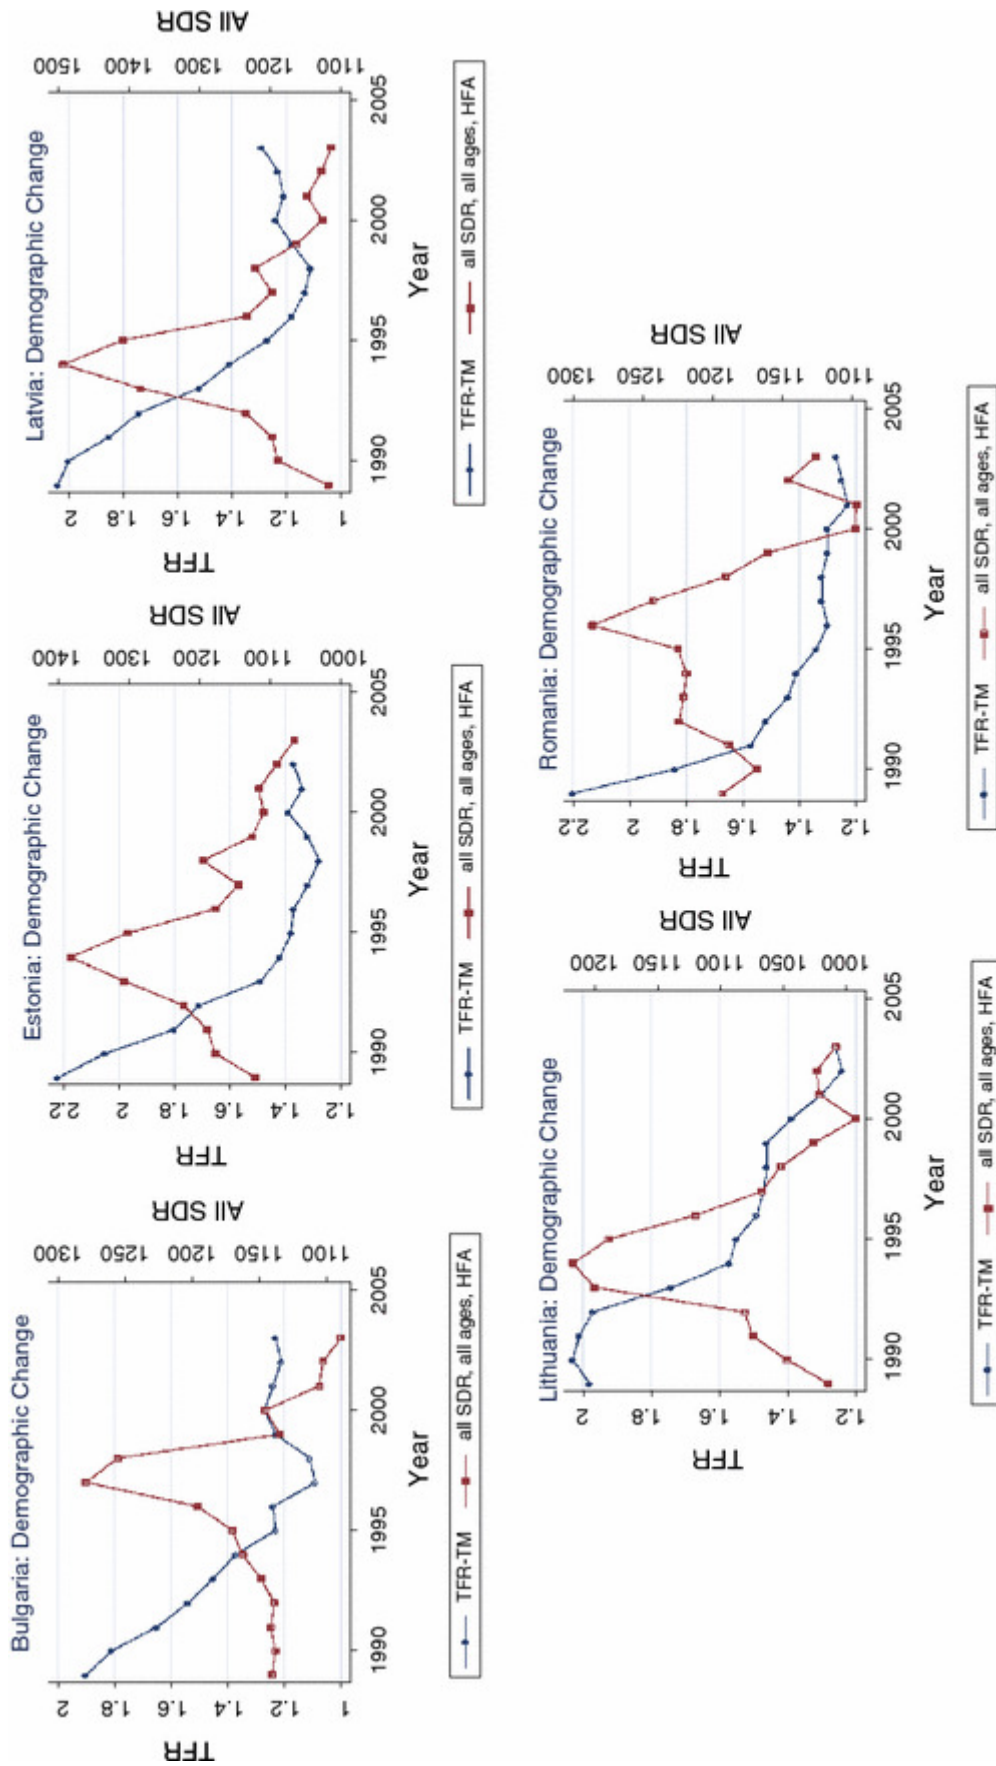 Bulgaria: Demographic Change
TFR
2
1.8
1.6
1.4
1.2
1
All SDR
1300
1250
1200
1150
1100
1990
1995
2000
2005
Year
TFR-TM
all SDR, all ages, HFA
Estonia: Demographic Change
TFR
2.2
2
1.8
1.6
1.4
1.2
All SDR
1400
1300
1200
1100
1000
1990
1995
2000
2005
Year
TFR-TM
all SDR, all ages, HFA
Latvia: Demographic Change
TFR
2
1.8
1.6
1.4
1.2
1
All SDR
1500
1400
1300
1200
1100
1990
1995
2000
2005
Year
TFR-TM
all SDR, all ages, HFA
Lithuania: Demographic Change
TFR
2
1.8
1.6
1.4
1.2
All SDR
1200
1150
1100
1050
1000
1990
1995
2000
2005
Year
TFR-TM
all SDR, all ages, HFA
Romania: Demographic Change
TFR
2.2
2
1.8
1.6
1.4
1.2
All SDR
1300
1250
1200
1150
1100
1990
1995
2000
2005
Year
TFR-TM
all SDR, all ages, HFA